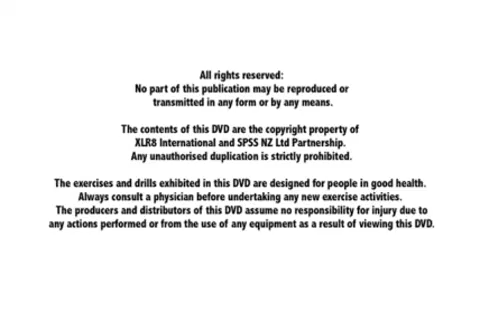 All rights reserved:
No part of this publication may be reproduced or
transmitted in any form or by any means.
The contents of this DVD are the copyright property of
XLR8 International and SPSS NZ Ltd Partnership.
Any unauthorised duplication is strictly prohibited.
The exercises and drills exhibited in this DVD are designed for people in good health.
Always consult a physician before undertaking any new exercise activities.
The producers and distributors of this DVD assume no responsibility for injury due to
any actions performed or from the use of any equipment as a result of viewing this DVD.